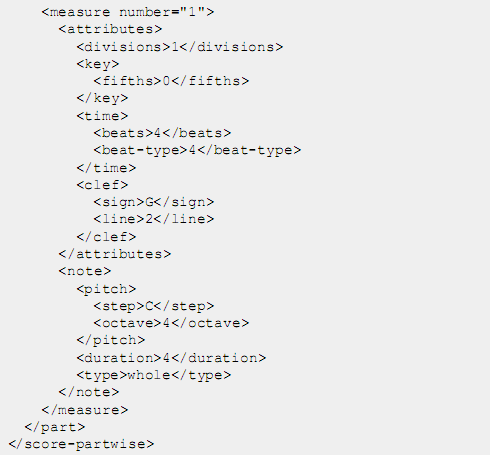 <measure number="1">
<attributes>
<divisions>1</divisions>
<key>
<fifths>0</fifths>
</key>
<time>
<beats>4</beats>
<beat-type>4</beat-type>
</time>
<clef>
<sign>G</sign>
<line>2</line>
</clef>
</attributes>
<note>
<pitch>
<step>C</step>
<octave>4</octave>
</pitch>
<duration>4</duration>
<type>whole</type>
</note>
</measure>
</part>
</score-partwise>